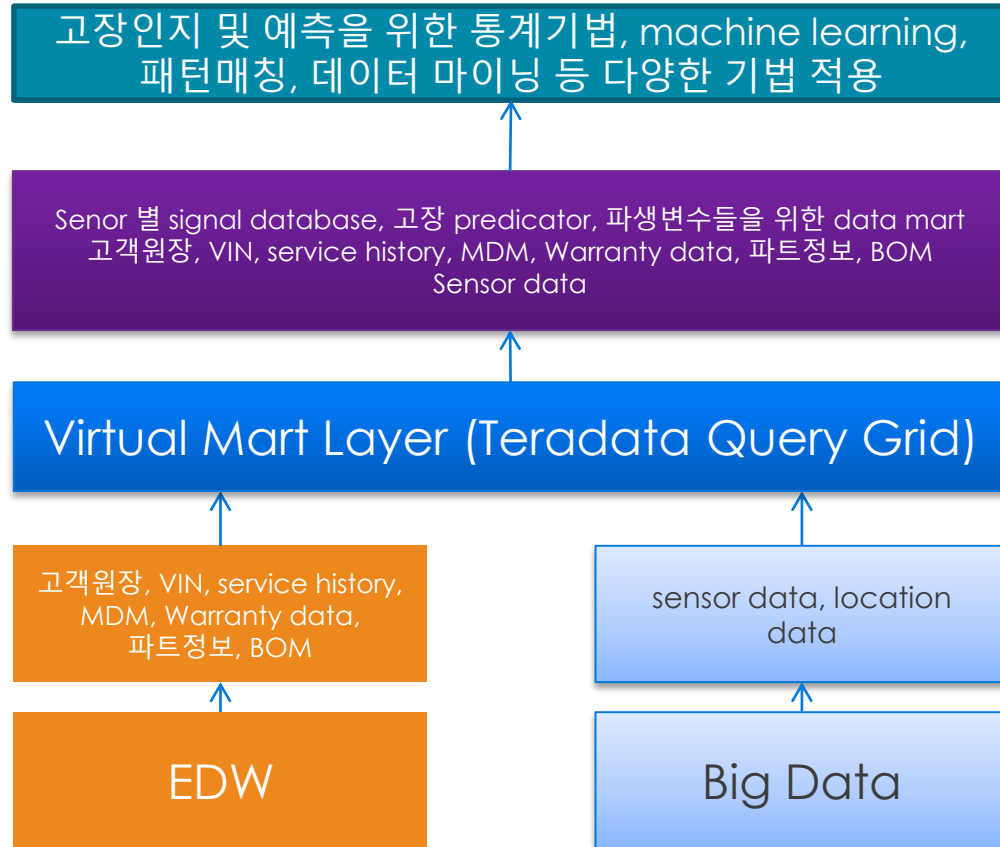 고장인지 및 예측을 위한 통계기법, machine learning,
패턴매칭, 데이터 마이닝 등 다양한 기법 적용
Senor 별 signal database, 고장 predicator, 파생변수들을 위한 data mart
고객원장, VIN, service history, MDM, Warranty data, 파트정보, BOM
Sensor data
Virtual Mart Layer (Teradata Query Grid)
고객원장, VIN, service history,
MDM, Warranty data,
파트정보, BOM
sensor data, location
data
EDW
Big Data